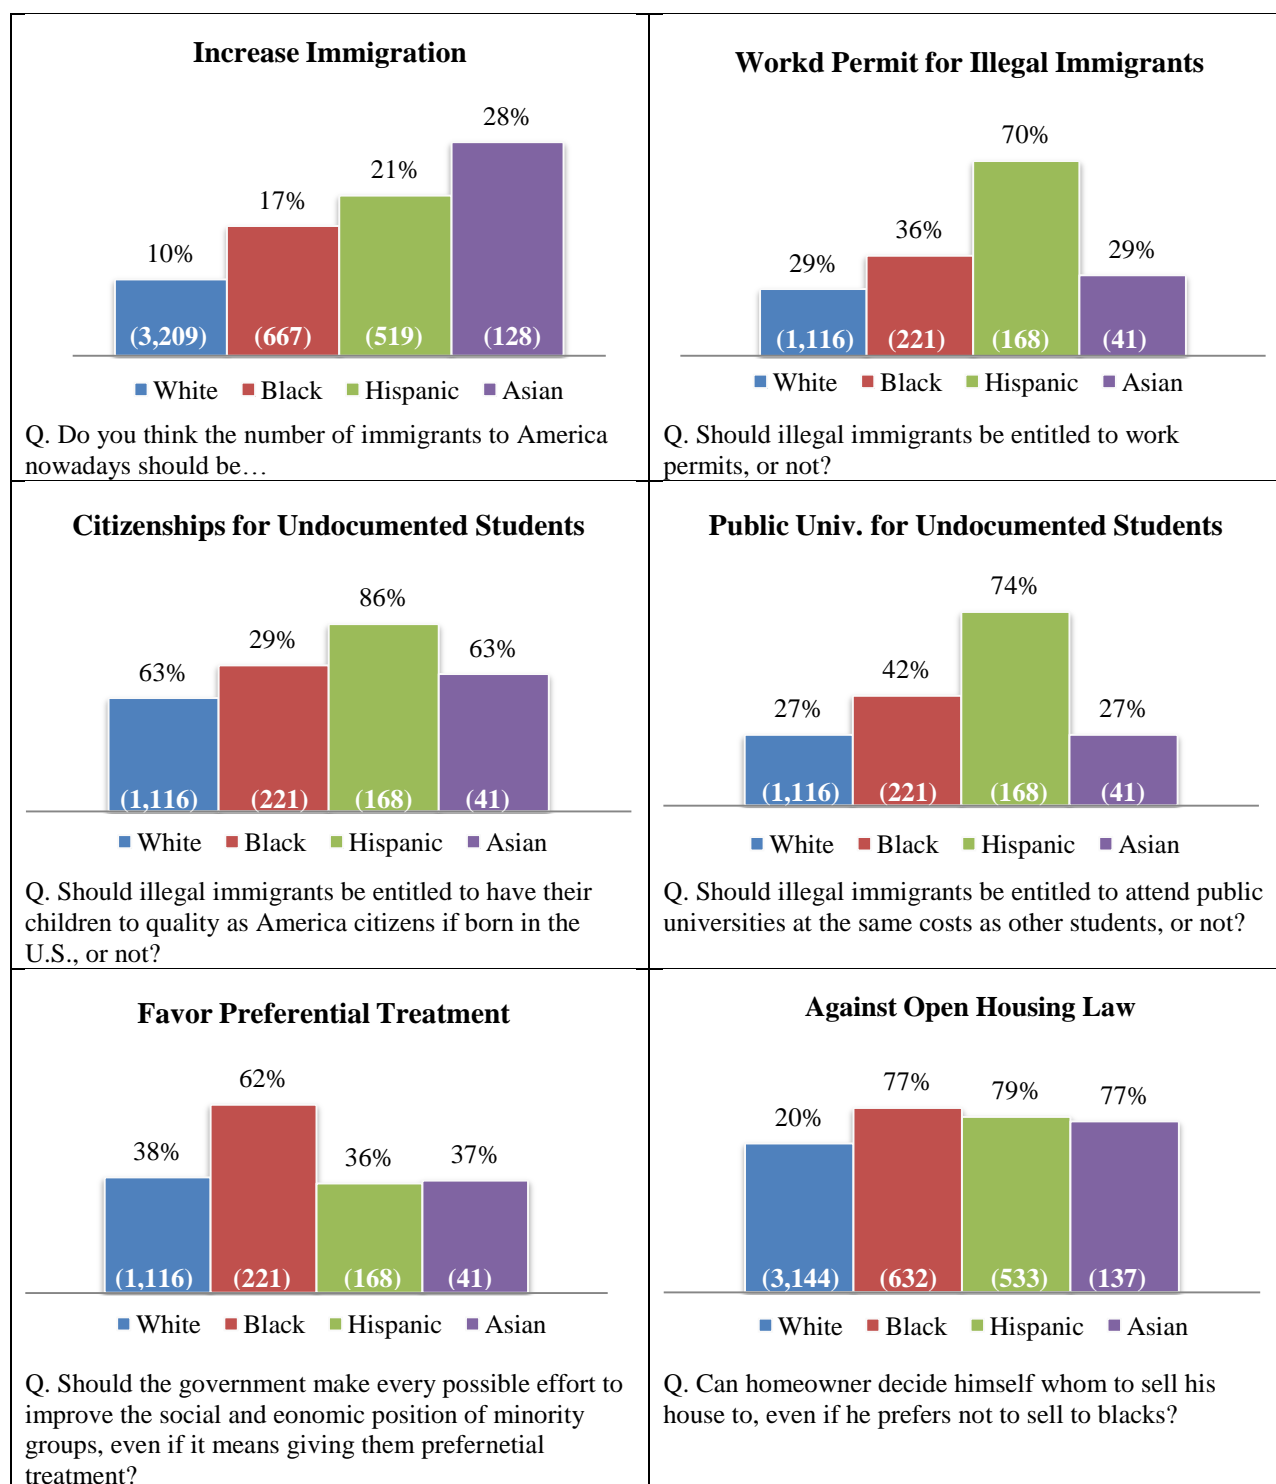 Increase Immigration
28%
21%
17%
10%
(3,209) (667) (519) (128)
White Black Hispanic Asian
Q. Do you think the number of immigrants to America
nowadays should be…
Workd Permit for Illegal Immigrants
70%
36%
29% 29%
(1,116) (221) (168) (41)
White Black Hispanic Asian
Q. Should illegal immigrants be entitled to work
permits, or not?
Citizenships for Undocumented Students
86%
29%
63% 63%
(1,116) (221) (168) (41)
White Black Hispanic Asian
Q. Should illegal immigrants be entitled to have their
children to quality as America citizens if born in the
U.S., or not?
Public Univ. for Undocumented Students
74%
42%
27% 27%
(1,116) (221) (168) (41)
White Black Hispanic Asian
Q. Should illegal immigrants be entitled to attend public
universities at the same costs as other students, or not?
Favor Preferential Treatment
62%
38% 36% 37%
(1,116) (221) (168) (41)
White Black Hispanic Asian
Q. Should the government make every possible effort to
improve the social and eonomic position of minority
groups, even if it means giving them prefernetial
treatment?
Against Open Housing Law
20% 77% 79% 77%
(3,144) (632) (533) (137)
White Black Hispanic Asian
Q. Can homeowner decide himself whom to sell his
house to, even if he prefers not to sell to blacks?